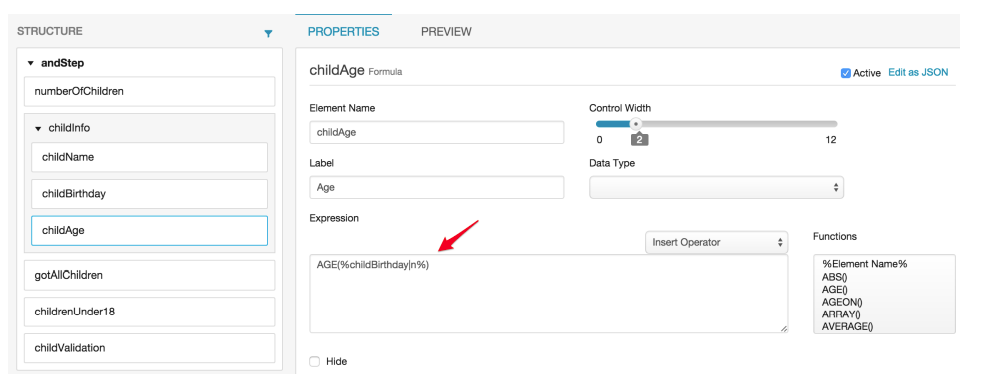 STRUCTURE
andStep
numberOfChildren
childInfo
childName
childBirthday
childAge
gotAllChildren
childrenUnder18
childValidation
PROPERTIES PREVIEW
childAge Formula
Active Edit as JSON
Element Name
childAge
Control Width
0 2 12
Label
Age
Data Type
Expression
Insert Operator
AGE(%childBirthday|n%)
Functions
%Element Name%
ABS()
AGE()
AGEON()
ARRAY()
AVERAGE()
Hide